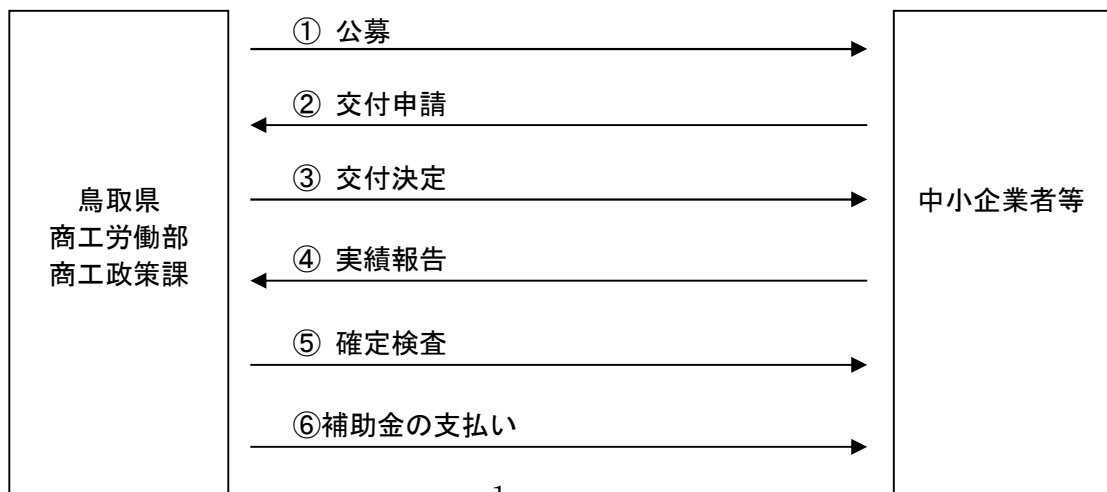 ① 公募
② 交付申請
③ 交付決定
鳥取県
商工労働部
商工政策課
中小企業者等
④ 実績報告
⑤ 確定検査
⑥補助金の支払い
1